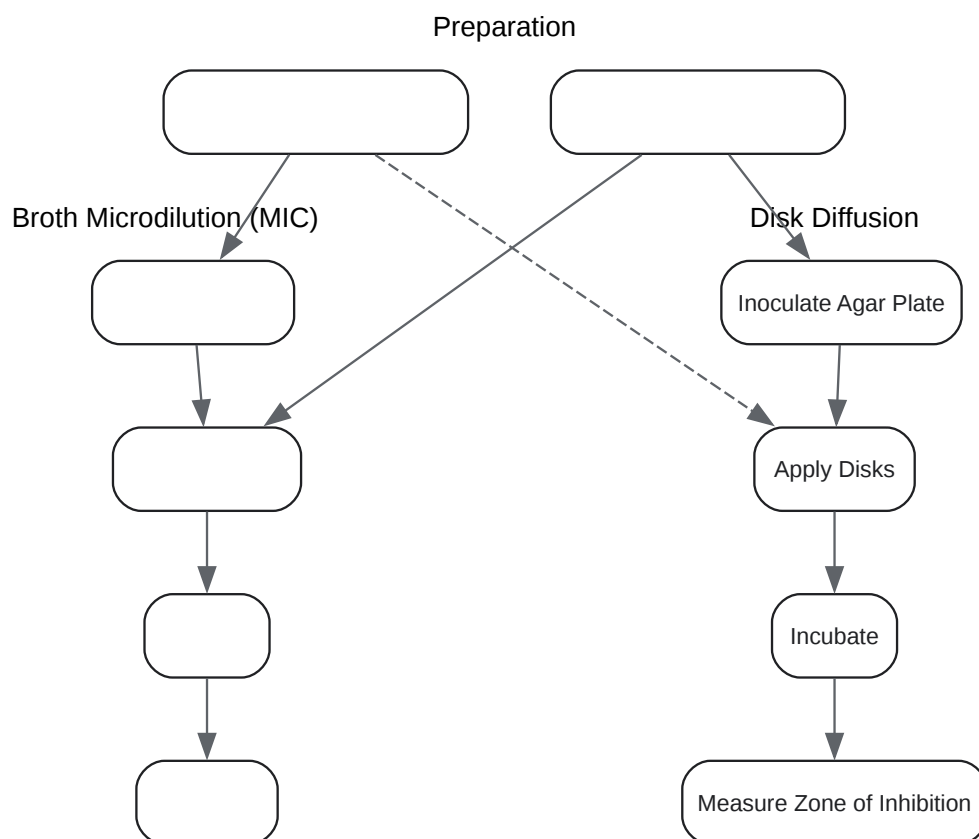 Preparation
Broth Microdilution (MIC)
Disk Diffusion
Inoculate Agar Plate
Apply Disks
Incubate
Measure Zone of Inhibition